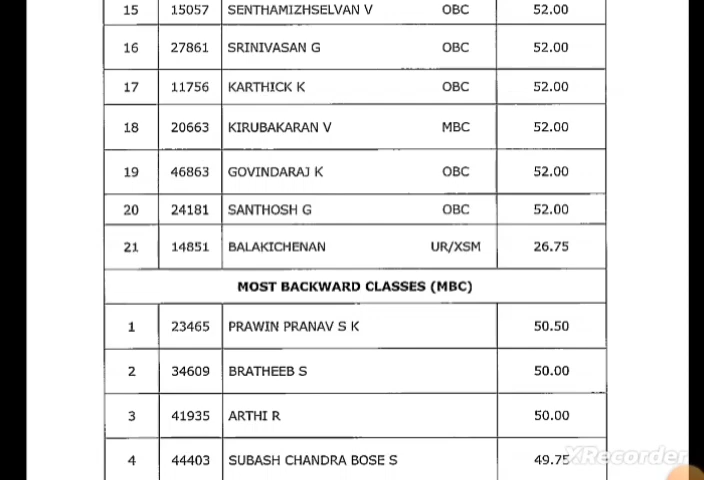 15 15057 SENTHAMIZHSELVAN V OBC 52.00
16 27861 SRINIVASAN G OBC 52.00
17 11756 KARTHICK K OBC 52.00
18 20663 KIRUBAKARAN V MBC 52.00
19 46863 GOVINDARAJ K OBC 52.00
20 24181 SANTHOSH G OBC 52.00
21 14851 BALAKICHENAN UR/XSM 26.75
MOST BACKWARD CLASSES (MBC)
1 23465 PRAWIN PRANAV S K 50.50
2 34609 BRATHEEB S 50.00
3 41935 ARTHI R 50.00
4 44403 SUBASH CHANDRA BOSE S 49.75
XRecorder